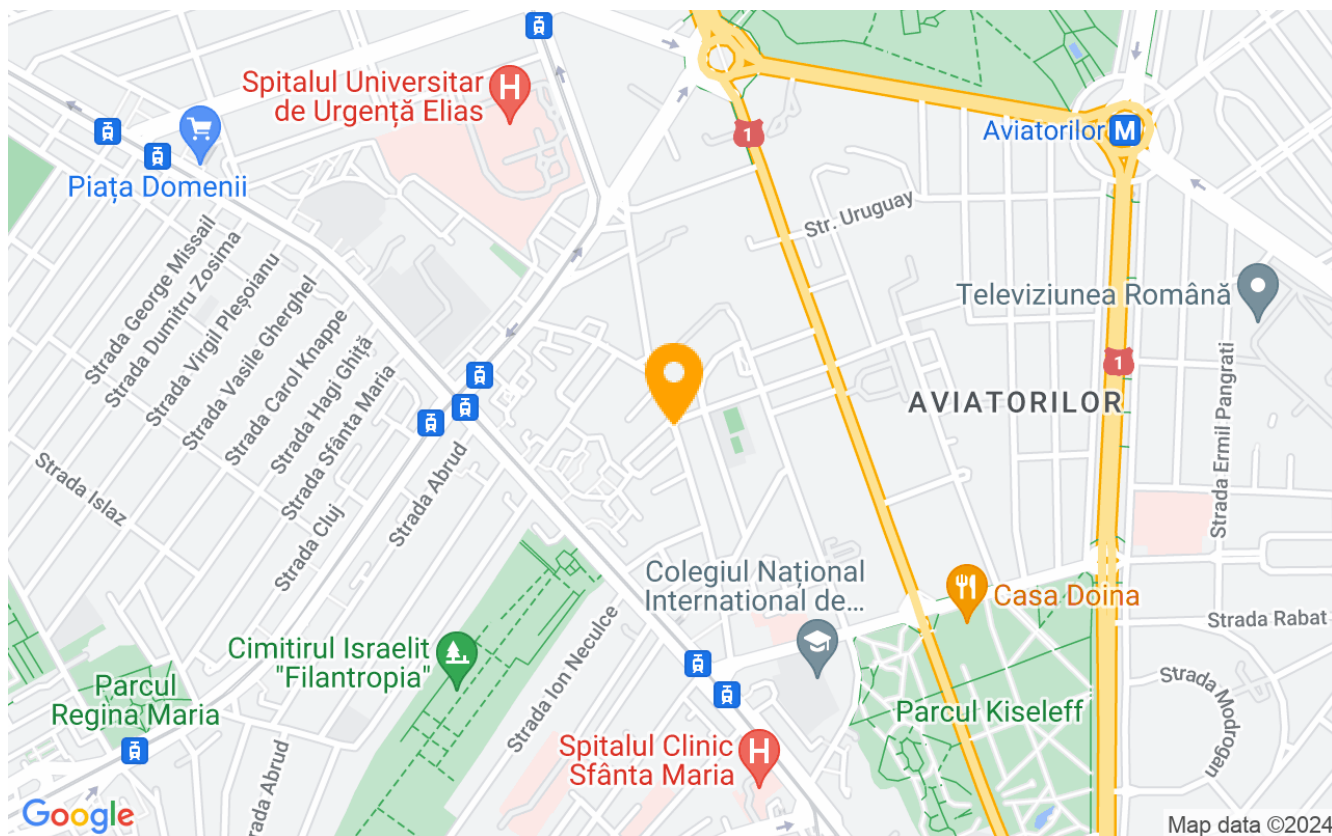 Spitalul Universitar
de Urgență Elias
H
1
Aviatorilor
M
Piața Domenii
Str. Uruguay
Strada George Missail
Strada Dumitru Zosima
Strada Virgil Pleșoianu
Strada Vasile Gherghel
Strada Carol Knappe
Strada Hagi Ghiță
Strada Sfânta Maria
Televiziunea Română
1
Strada Ermil Pangrati
AVIATORILOR
Strada Islaz
Strada Cluj
Strada Abrud
Colegiul Național
International de...
Casa Doina
Strada Rabat
Cimitirul Israelit
"Filantropia"
Strada Ion Neculce
Parcul
Regina Maria
Strada Modrogan
Parcul Kiseleff
Spitalul Clinic
Sfânta Maria
H
Strada Abrud
Google
Map data ©2024